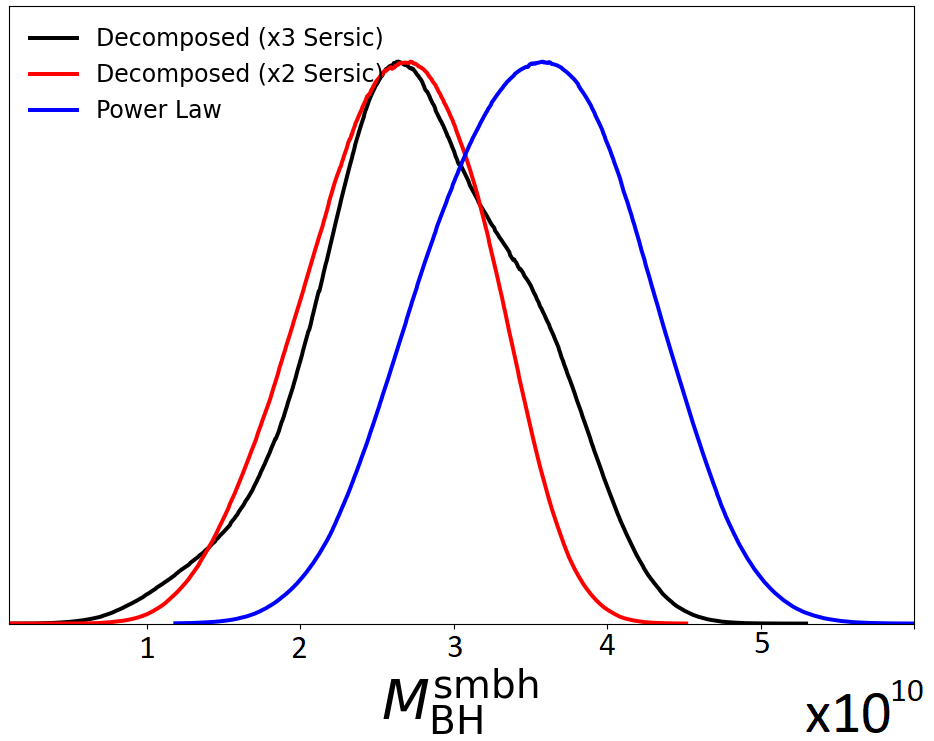 Decomposed (x3 Sersic)
Decomposed (x2 Sersic)
Power Law
1 2 3 4 5
M_BH^smbh
x10^10